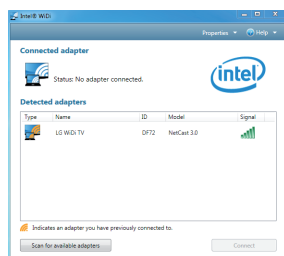 Intel® WiDi
Properties Help
Connected adapter
Status: No adapter connected.
intel
Detected adapters
Type Name ID Model Signal
LG WiDi TV DF72 NetCast 3.0
Indicates an adapter you have previously connected to.
Scan for available adapters Connect